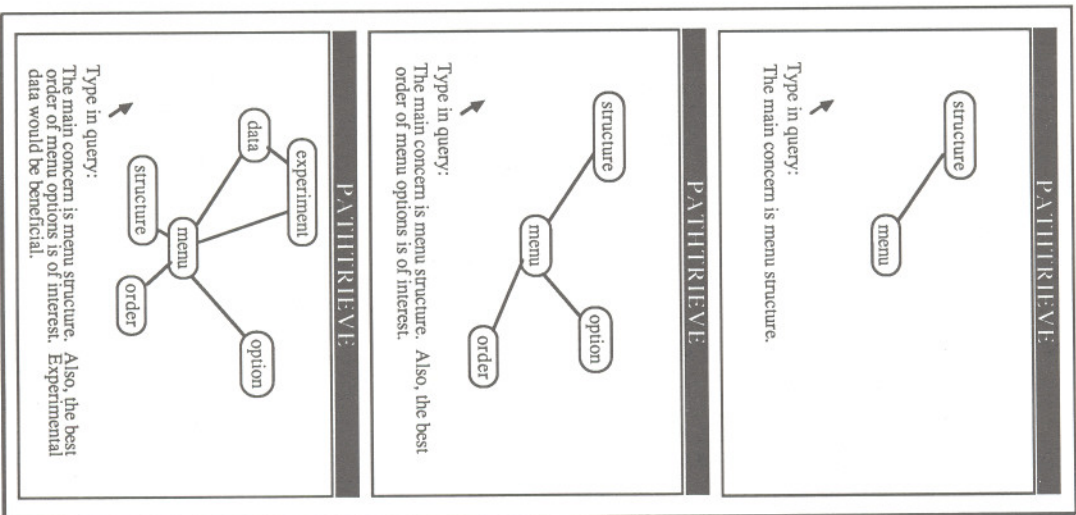 PATHTRIEVE
structure
menu
Type in query:
The main concern is menu structure.
PATHTRIEVE
structure
option
menu
order
Type in query:
The main concern is menu structure. Also, the best
order of menu options is of interest.
PATHTRIEVE
experiment
data
option
menu
structure
order
Type in query:
The main concern is menu structure. Also, the best
order of menu options is of interest. Experimental
data would be beneficial.